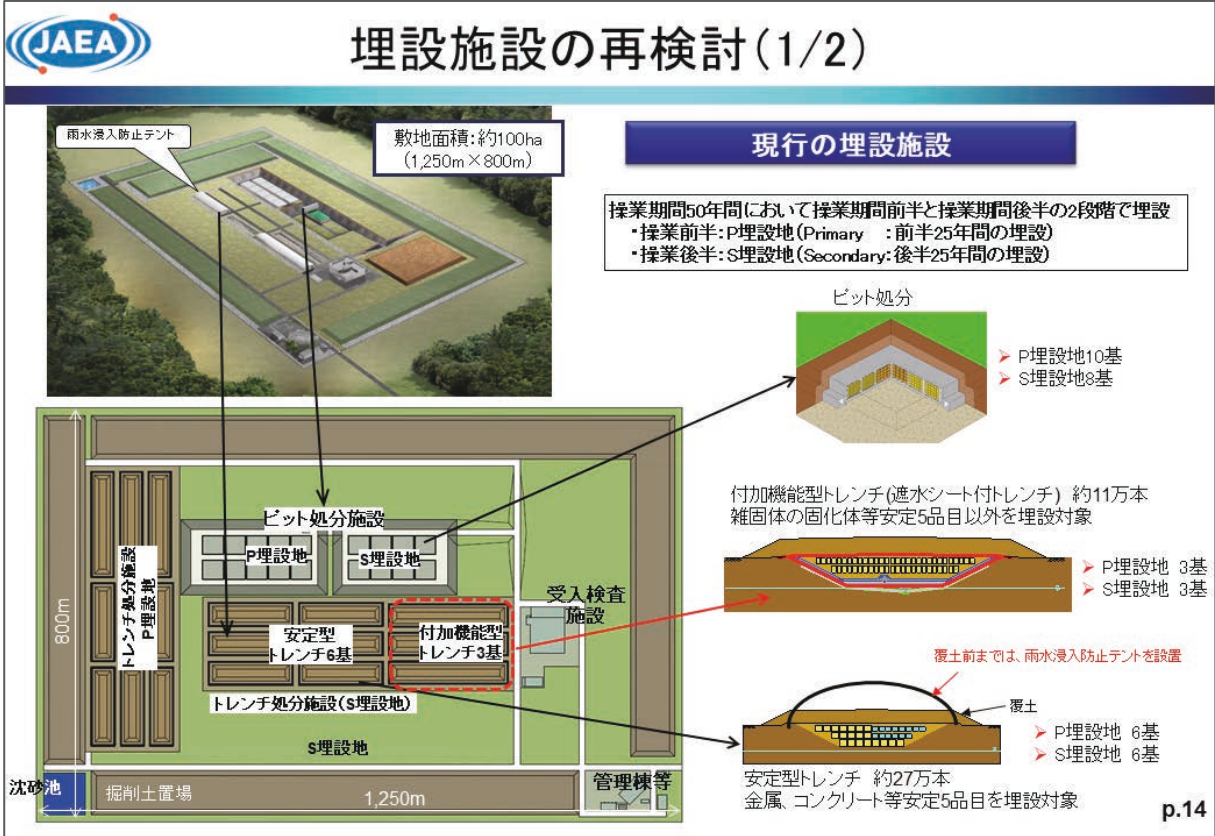 JAEA
埋設施設の再検討(1/2)
雨水浸入防止テント
敷地面積:約100ha
(1,250m×800m)
現行の埋設施設
操業期間50年間において操業期間前半と操業期間後半の2段階で埋設
・操業前半:P埋設地(Primary :前半25年間の埋設)
・操業後半:S埋設地(Secondary:後半25年間の埋設)
ピット処分
➢ P埋設地10基
➢ S埋設地8基
ピット処分施設
P埋設地
S埋設地
トレンチ処分施設
P埋設地
800m
安定型
トレンチ6基
付加機能型
トレンチ3基
受入検査
施設
トレンチ処分施設(S埋設地)
S埋設地
沈砂池
掘削土置場
1,250m
管理棟等
付加機能型トレンチ(遮水シート付トレンチ) 約11万本
雑固体の固化体等安定5品目以外を埋設対象
➢ P埋設地 3基
➢ S埋設地 3基
覆土前までは、雨水浸入防止テントを設置
覆土
➢ P埋設地 6基
➢ S埋設地 6基
安定型トレンチ 約27万本
金属、コンクリート等安定5品目を埋設対象
p.14